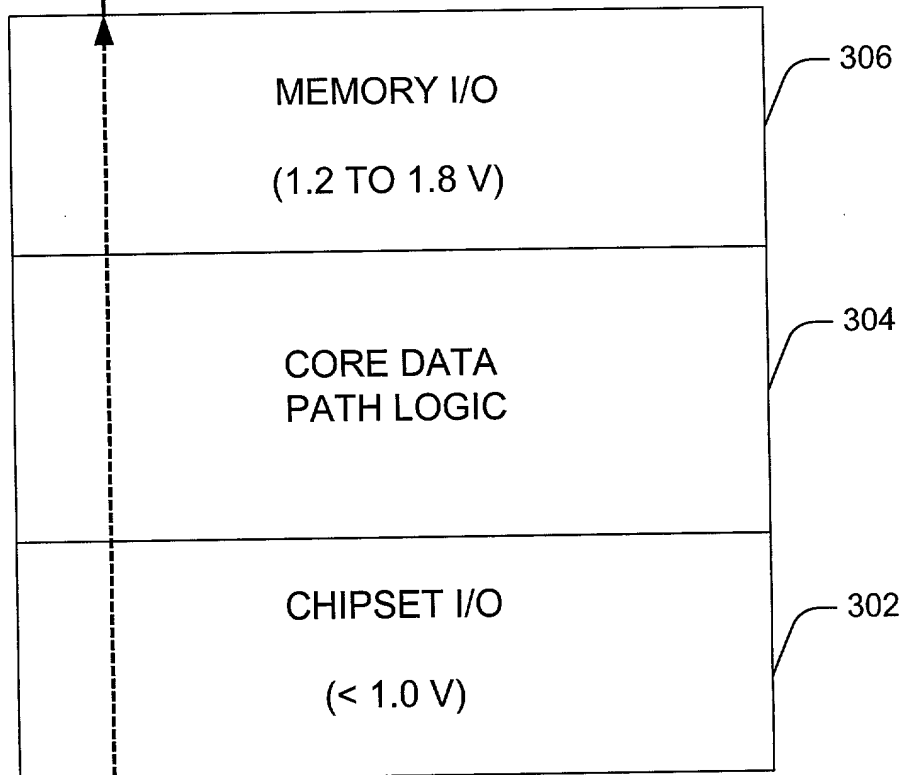 MEMORY I/O
(1.2 TO 1.8 V)
306
CORE DATA
PATH LOGIC
304
CHIPSET I/O
(< 1.0 V)
302